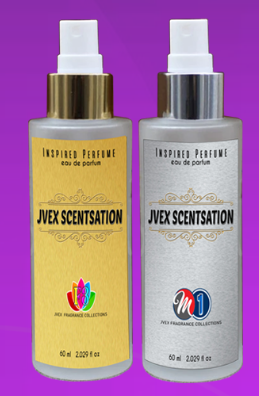 INSPIRED PERFUME
eau de parfum
JVEX SCENTSATION
JVEX FRAGRANCE COLLECTIONS
60 ml 2.029 fl oz
INSPIRED PERFUME
eau de parfum
JVEX SCENTSATION
M1
JVEX FRAGRANCE COLLECTIONS
60 ml 2.029 fl oz